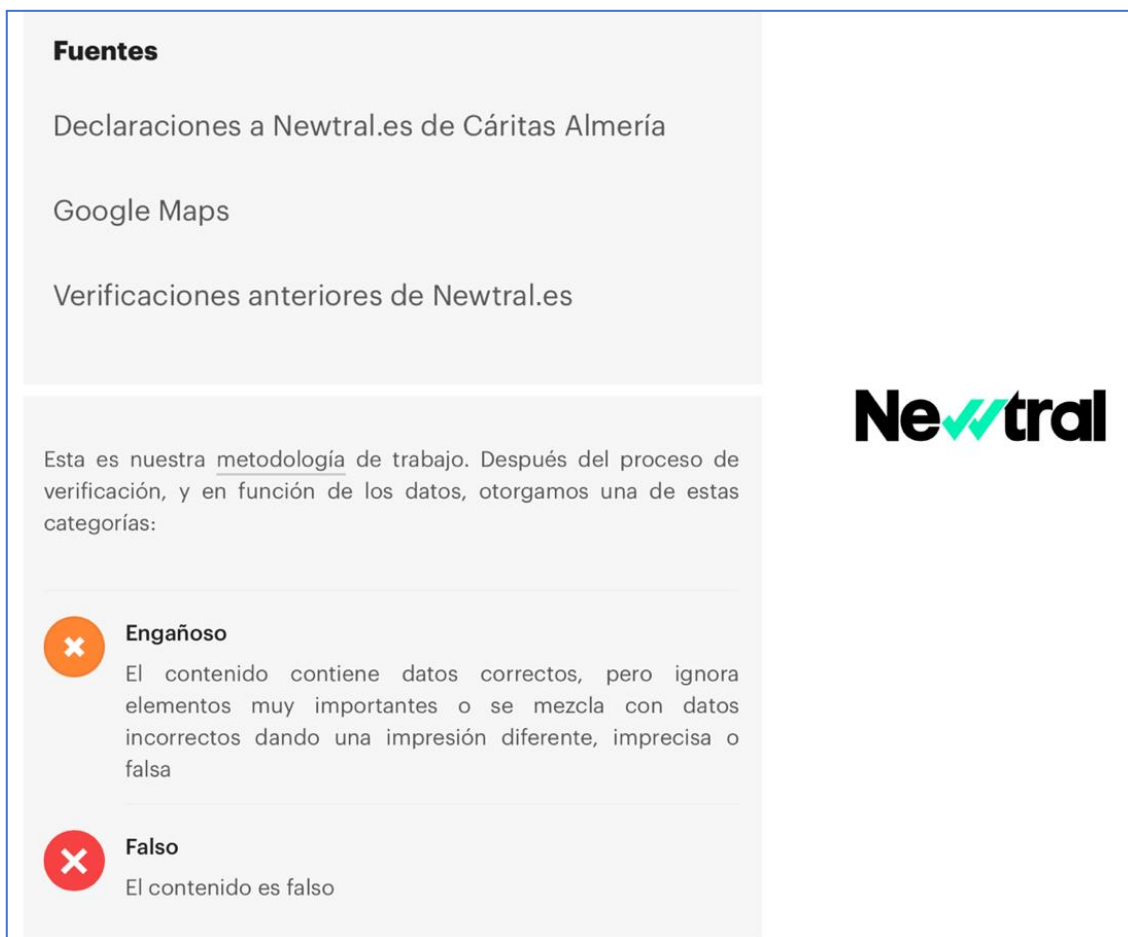 Fuentes
Declaraciones a Newtral.es de Cáritas Almería
Google Maps
Verificaciones anteriores de Newtral.es
Esta es nuestra metodología de trabajo. Después del proceso de
verificación, y en función de los datos, otorgamos una de estas
categorías:
Engañoso
El contenido contiene datos correctos, pero ignora
elementos muy importantes o se mezcla con datos
incorrectos dando una impresión diferente, imprecisa o
falsa
Falso
El contenido es falso
Newtral